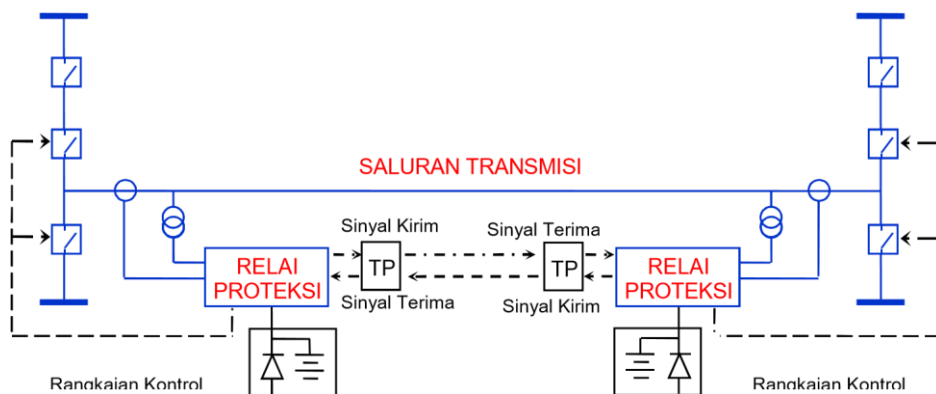 SALURAN TRANSMISI
Sinyal Kirim
Sinyal Terima
RELAI
PROTEKSI
TP
TP
RELAI
PROTEKSI
Sinyal Terima
Sinyal Kirim
Rangkaian Kontrol
Rangkaian Kontrol